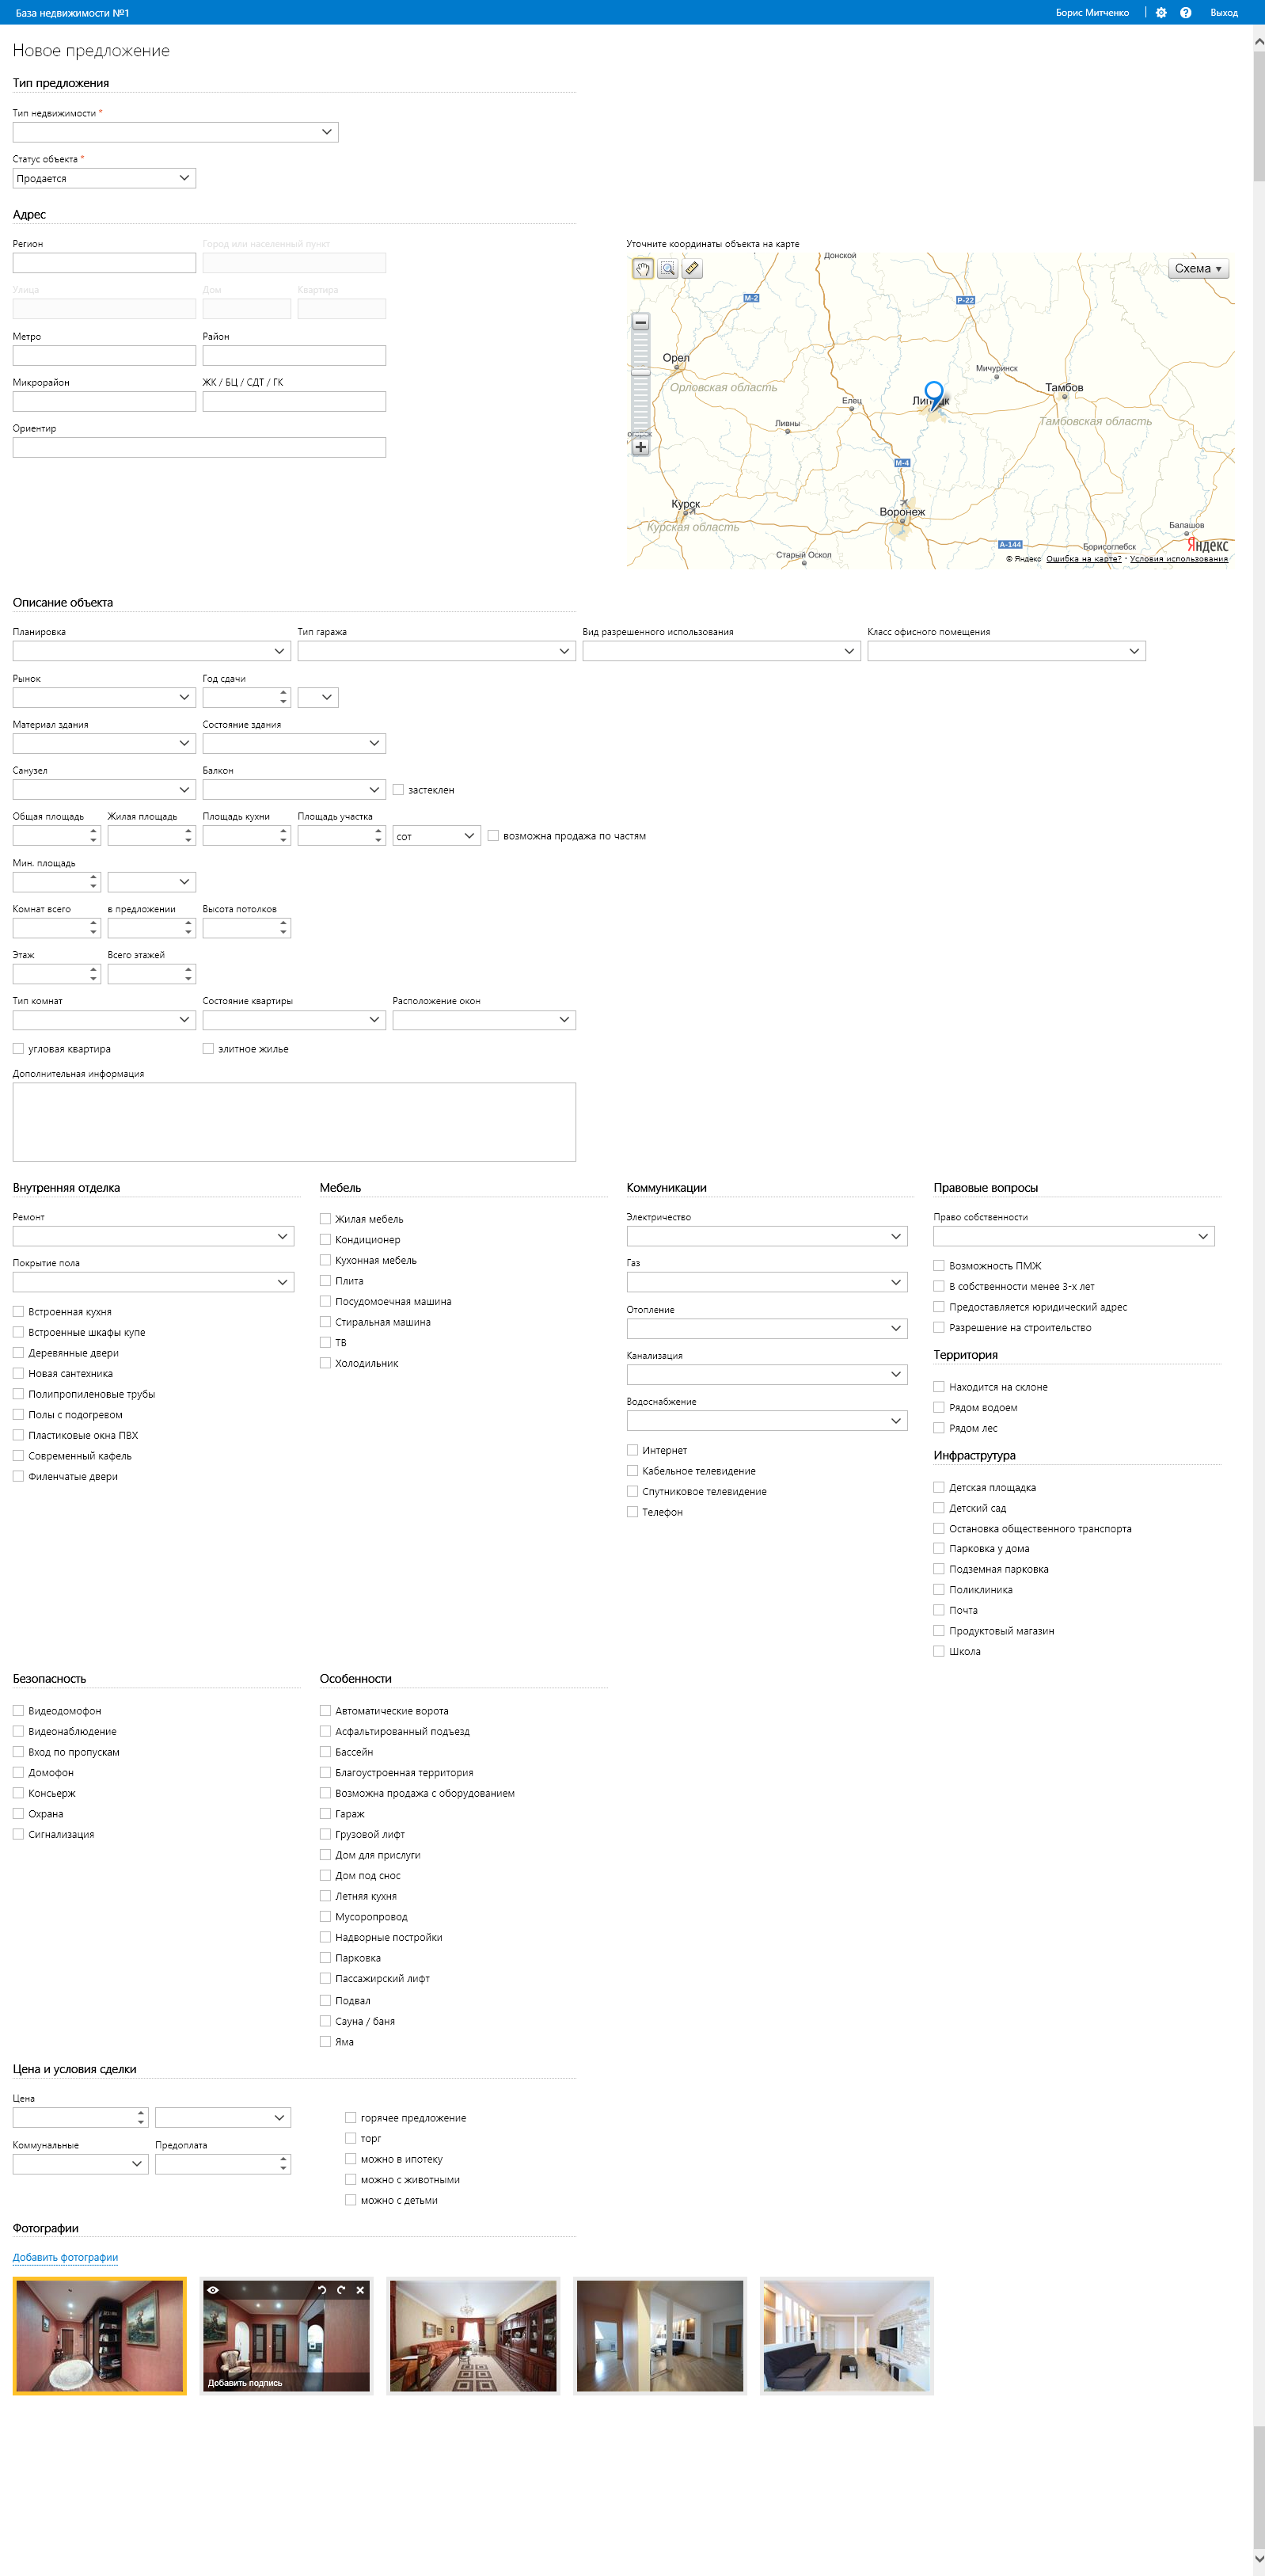 База недвижимости №1
Борис Митченко
Выход
Новое предложение
Тип предложения
Тип недвижимости *
Статус объекта *
Продается
Адрес
Регион
Город или населенный пункт
Улица
Дом
Квартира
Метро
Район
Микрорайон
ЖК / БЦ / СДТ / ГК
Ориентир
Уточните координаты объекта на карте
Схема
Донской
М-2
Р-22
Орел
Орловская область
Мичуринск
Тамбов
Елец
Липецк
Тамбовская область
Ливны
М-4
Курск
Курская область
Воронеж
Балашов
А-144
Борисоглебск
Старый Оскол
Яндекс
© Яндекс Ошибка на карте? · Условия использования
Описание объекта
Планировка
Тип гаража
Вид разрешенного использования
Класс офисного помещения
Рынок
Год сдачи
Материал здания
Состояние здания
Санузел
Балкон
застеклен
Общая площадь
Жилая площадь
Площадь кухни
Площадь участка
сот
возможна продажа по частям
Мин. площадь
Комнат всего
в предложении
Высота потолков
Этаж
Всего этажей
Тип комнат
Состояние квартиры
Расположение окон
угловая квартира
элитное жилье
Дополнительная информация
Внутренняя отделка
Ремонт
Покрытие пола
Встроенная кухня
Встроенные шкафы купе
Деревянные двери
Новая сантехника
Полипропиленовые трубы
Полы с подогревом
Пластиковые окна ПВХ
Современный кафель
Филенчатые двери
Мебель
Жилая мебель
Кондиционер
Кухонная мебель
Плита
Посудомоечная машина
Стиральная машина
ТВ
Холодильник
Коммуникации
Электричество
Газ
Отопление
Канализация
Водоснабжение
Интернет
Кабельное телевидение
Спутниковое телевидение
Телефон
Правовые вопросы
Право собственности
Возможность ПМЖ
В собственности менее 3-х лет
Предоставляется юридический адрес
Разрешение на строительство
Территория
Находится на склоне
Рядом водоем
Рядом лес
Инфраструтура
Детская площадка
Детский сад
Остановка общественного транспорта
Парковка у дома
Подземная парковка
Поликлиника
Почта
Продуктовый магазин
Школа
Безопасность
Видеодомофон
Видеонаблюдение
Вход по пропускам
Домофон
Консьерж
Охрана
Сигнализация
Особенности
Автоматические ворота
Асфальтированный подъезд
Бассейн
Благоустроенная территория
Возможна продажа с оборудованием
Гараж
Грузовой лифт
Дом для прислуги
Дом под снос
Летняя кухня
Мусоропровод
Надворные постройки
Парковка
Пассажирский лифт
Подвал
Сауна / баня
Яма
Цена и условия сделки
Цена
Коммунальные
Предоплата
горячее предложение
торг
можно в ипотеку
можно с животными
можно с детьми
Фотографии
Добавить фотографии
Добавить подпись